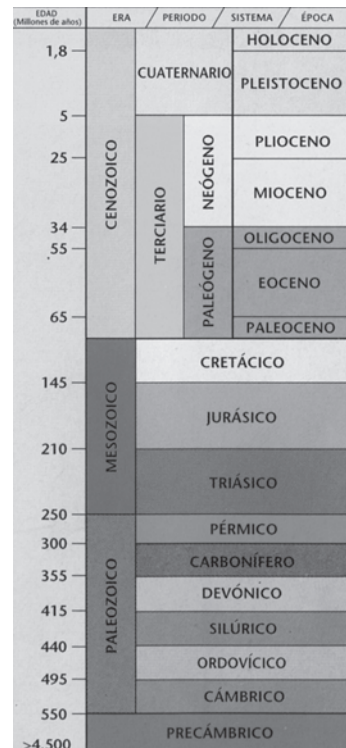 EDAD
(Millones de años)
ERA / PERIODO / SISTEMA / ÉPOCA
HOLOCENO
1,8
CUATERNARIO
PLEISTOCENO
5
CENOZOICO
TERCIARIO
NEÓGENO
PLIOCENO
25
MIOCENO
34
PALEÓGENO
OLIGOCENO
55
EOCENO
65
PALEOCENO
MESOZOICO
CRETÁCICO
145
JURÁSICO
210
TRIÁSICO
250
PALEOZOICO
PÉRMICO
300
CARBONÍFERO
355
DEVÓNICO
415
SILÚRICO
440
ORDOVÍCICO
495
CÁMBRICO
550
PRECÁMBRICO
>4.500